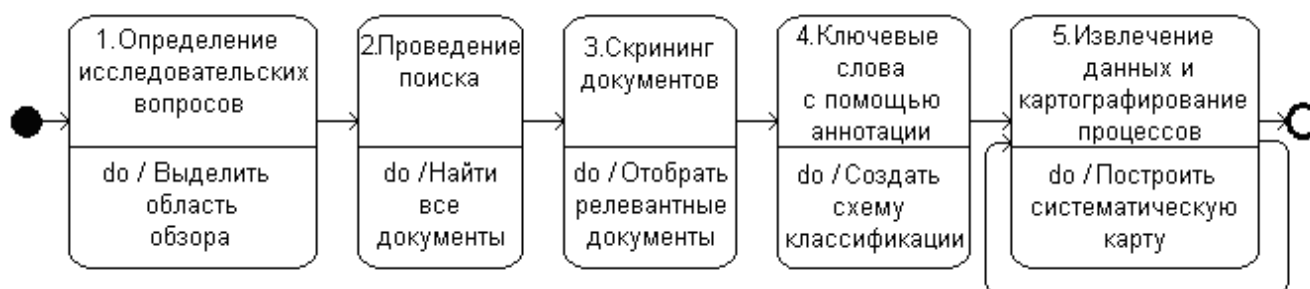 1.Определение
исследовательских
вопросов
do / Выделить
область
обзора
2.Проведение
поиска
do /Найти
все
документы
3.Скрининг
документов
do / Отобрать
релевантные
документы
4.Ключевые
слова
с помощью
аннотации
do / Создать
схему
классификации
5.Извлечение
данных и
картографирование
процессов
do / Построить
систематическую
карту